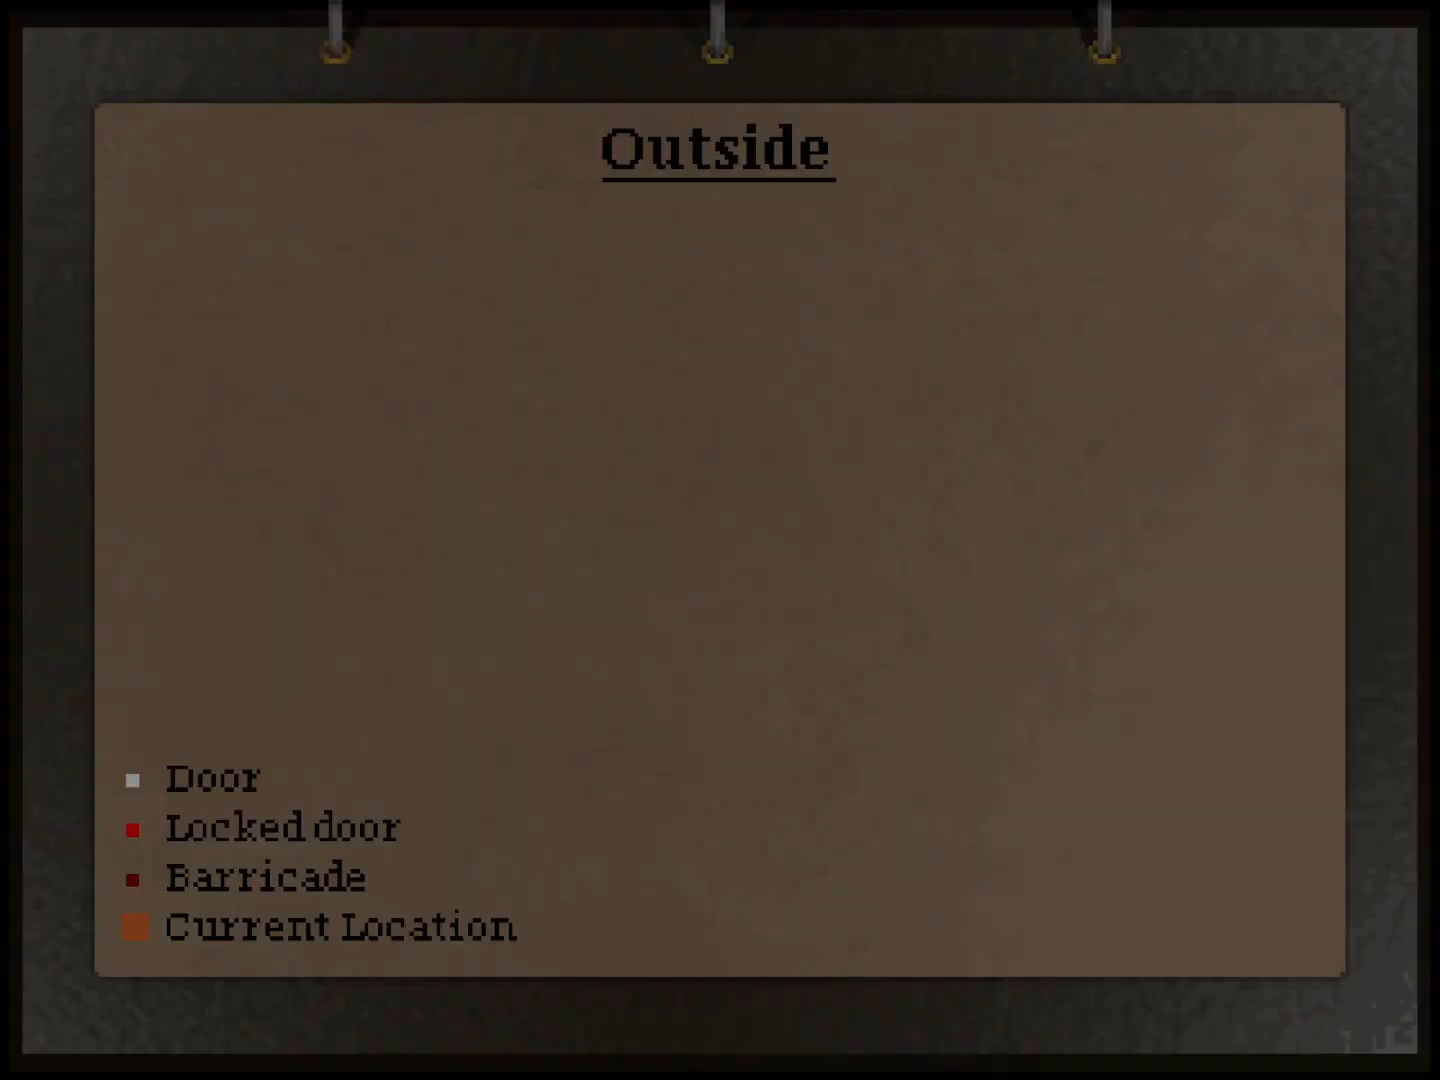 Outside
Door
Locked door
Barricade
Current Location